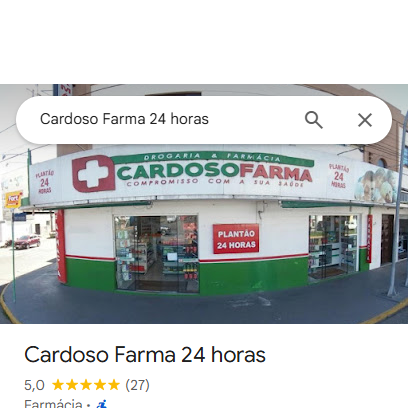 Cardoso Farma 24 horas
DROGARIA & FARMÁCIA
CARDOSOFARMA
COMPROMISSO COM A SUA SAÚDE
PLANTÃO
24
HORAS
PLANTÃO
24
HORAS
PLANTÃO
24 HORAS
Cardoso Farma 24 horas
5,0 (27)
Farmácia ·